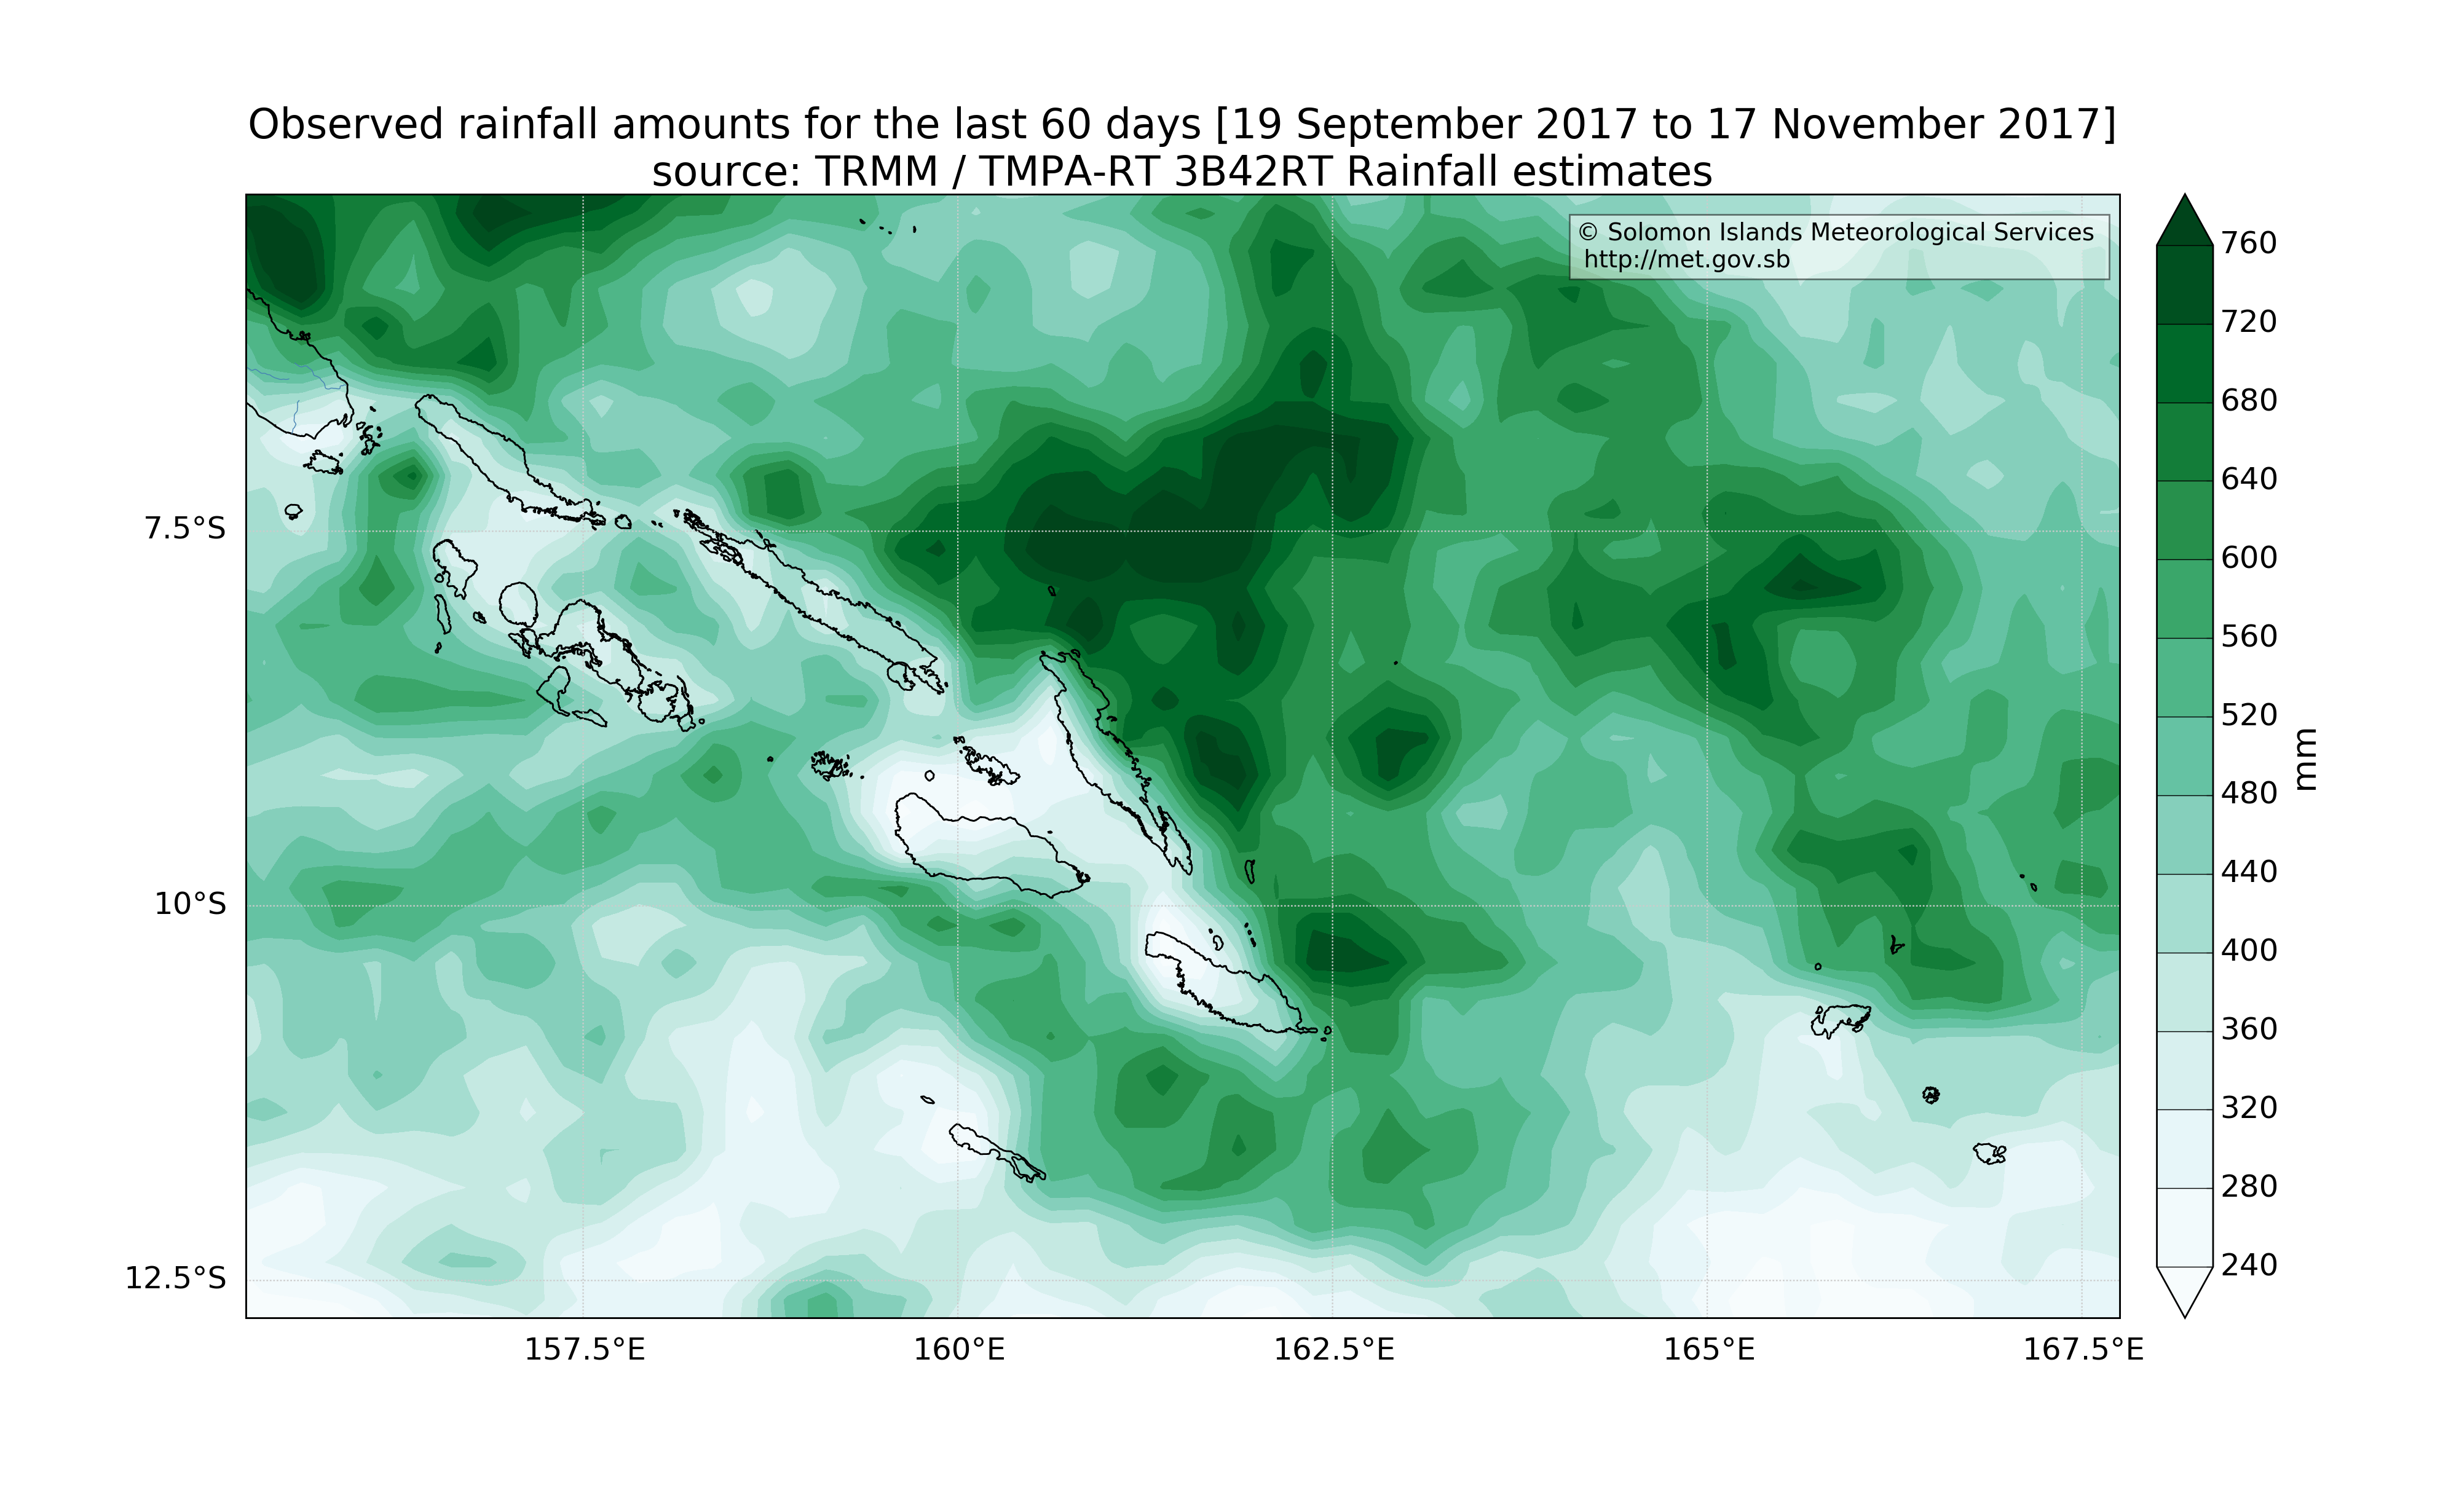 Observed rainfall amounts for the last 60 days [19 September 2017 to 17 November 2017]
source: TRMM / TMPA-RT 3B42RT Rainfall estimates
© Solomon Islands Meteorological Services
http://met.gov.sb
7.5°S
10°S
12.5°S
157.5°E
160°E
162.5°E
165°E
167.5°E
760
720
680
640
600
560
520
480
440
400
360
320
280
240
mm